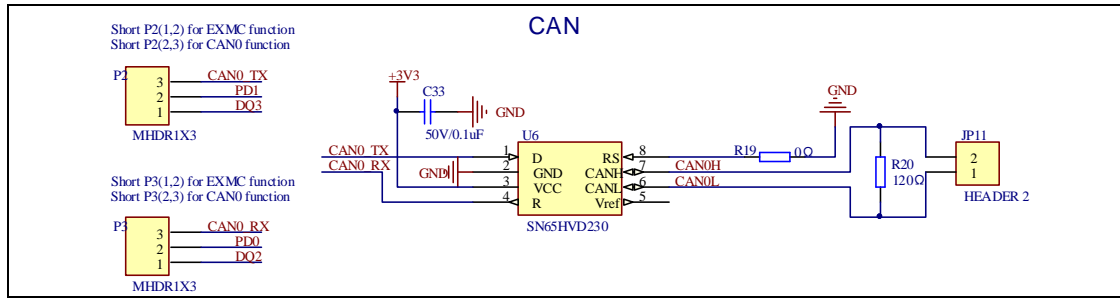 CAN
Short P2(1,2) for EXMC function
Short P2(2,3) for CAN0 function
P2
3 CAN0_TX
2 PD1
1 DQ3
MHDR1X3
Short P3(1,2) for EXMC function
Short P3(2,3) for CAN0 function
P3
3 CAN0_RX
2 PD0
1 DQ2
MHDR1X3
+3V3
C33
GND
50V/0.1uF
U6
CAN0_TX 1 D
GND 2 GND
3 VCC
CAN0_RX 4 R
RS 8
CANH 7 CAN0H
CANL 6 CAN0L
Vref 5
SN65HVD230
R19 0Ω
GND
R20
120Ω
JP11
2
1
HEADER 2